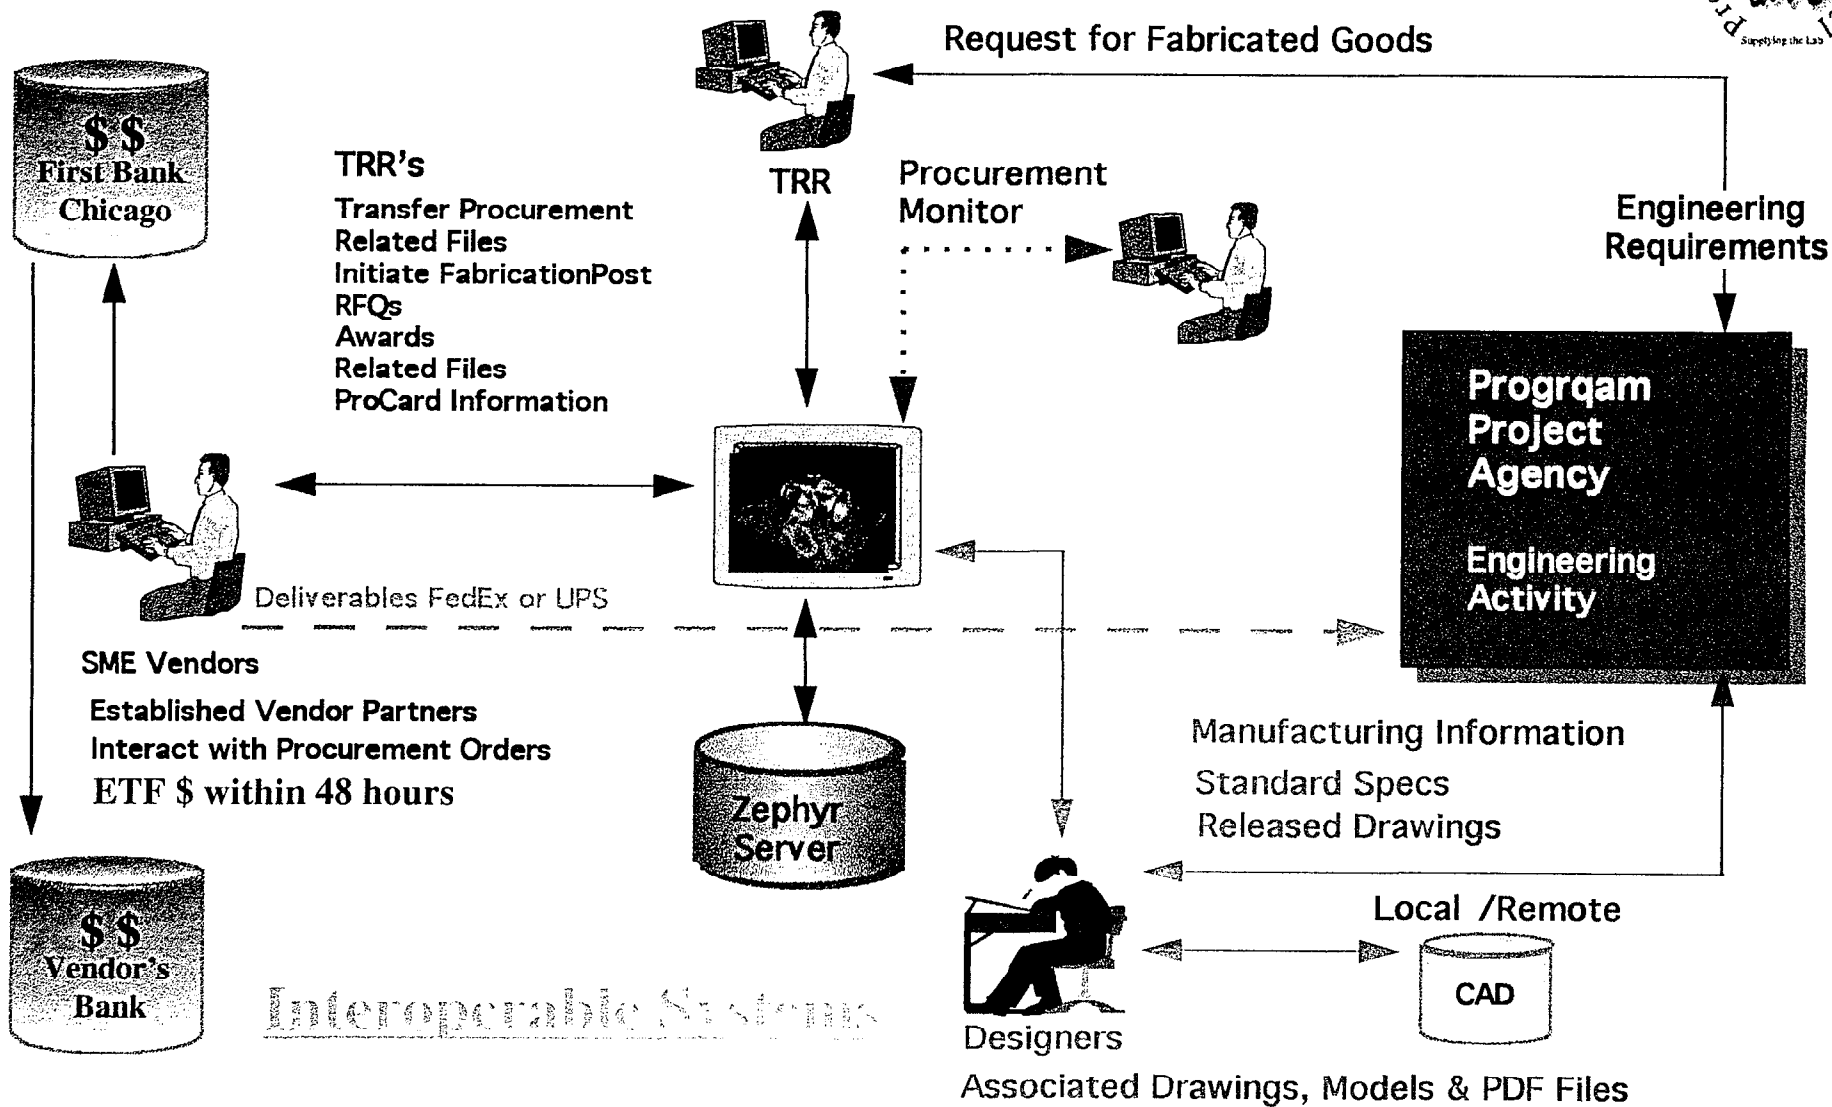 Supplying the Lab
Request for Fabricated Goods
$ $
First Bank
Chicago
TRR's
Transfer Procurement
Related Files
Initiate FabricationPost
RFQs
Awards
Related Files
ProCard Information
TRR
Procurement
Monitor
Engineering
Requirements
Progrqam
Project
Agency
Engineering
Activity
Deliverables FedEx or UPS
SME Vendors
Established Vendor Partners
Interact with Procurement Orders
ETF $ within 48 hours
Zephyr
Server
Manufacturing Information
Standard Specs
Released Drawings
Local /Remote
CAD
$ $
Vendor's
Bank
Interoperable Systems
Designers
Associated Drawings, Models & PDF Files